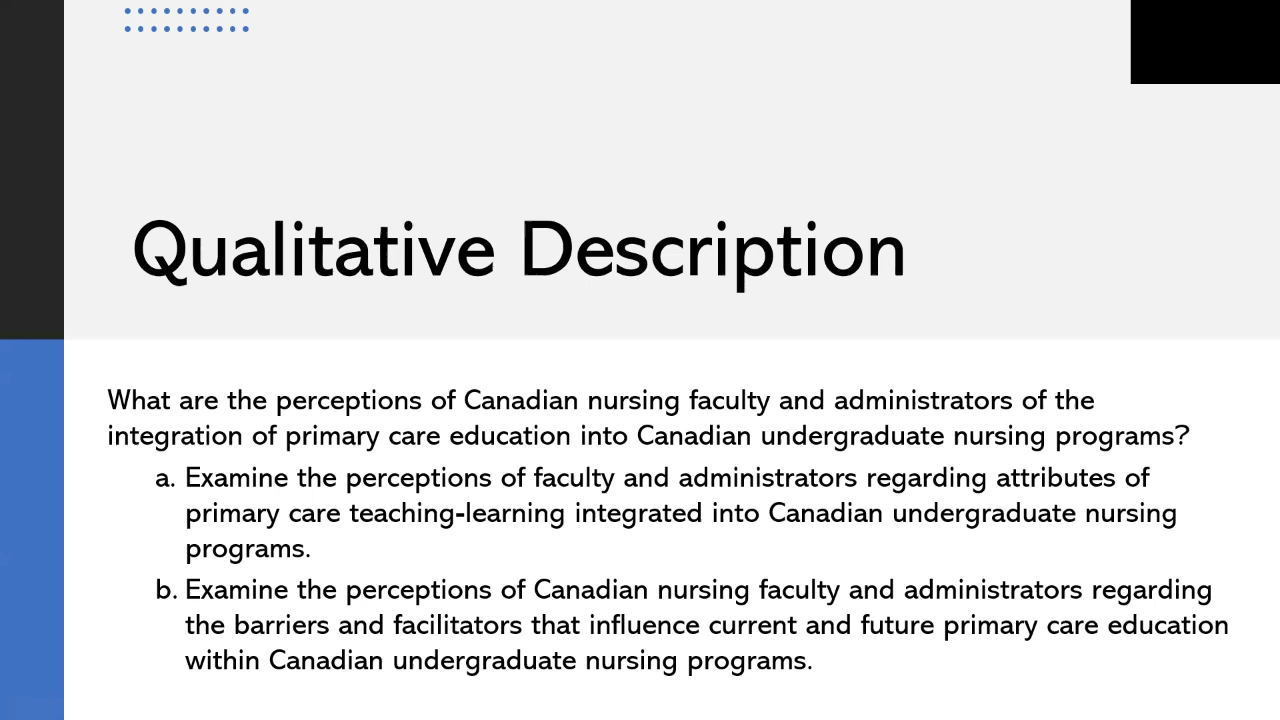 Qualitative Description
What are the perceptions of Canadian nursing faculty and administrators of the
integration of primary care education into Canadian undergraduate nursing programs?
a. Examine the perceptions of faculty and administrators regarding attributes of
primary care teaching-learning integrated into Canadian undergraduate nursing
programs.
b. Examine the perceptions of Canadian nursing faculty and administrators regarding
the barriers and facilitators that influence current and future primary care education
within Canadian undergraduate nursing programs.